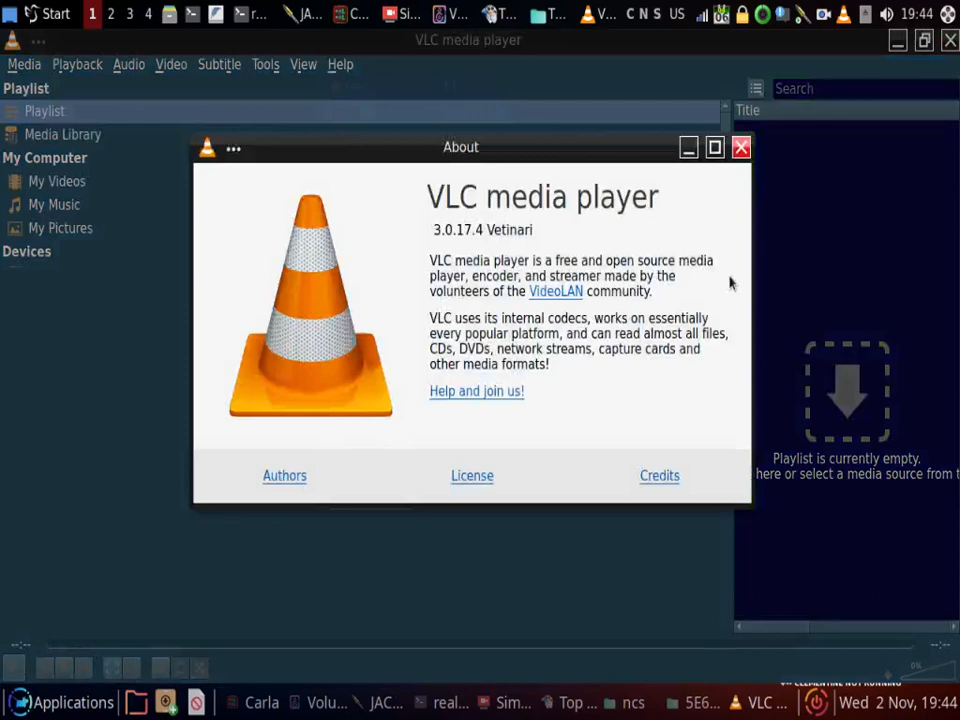 Start 1 2 3 4 r... JA... C... Si... V... T... T... V... C N S US 06 19:44
... VLC media player
Media Playback Audio Video Subtitle Tools View Help
Playlist Search
Playlist Title
Media Library
My Computer
My Videos
My Music
My Pictures
Devices
... About
VLC media player
3.0.17.4 Vetinari
VLC media player is a free and open source media
player, encoder, and streamer made by the
volunteers of the VideoLAN community.
VLC uses its internal codecs, works on essentially
every popular platform, and can read almost all files,
CDs, DVDs, network streams, capture cards and
other media formats!
Help and join us!
Authors License Credits
Playlist is currently empty.
here or select a media source from t
--:-- --:--
0%
Applications Carla Volu... JAC... real... Sim... Top ... ncs 5E6... VLC ... Wed 2 Nov, 19:44